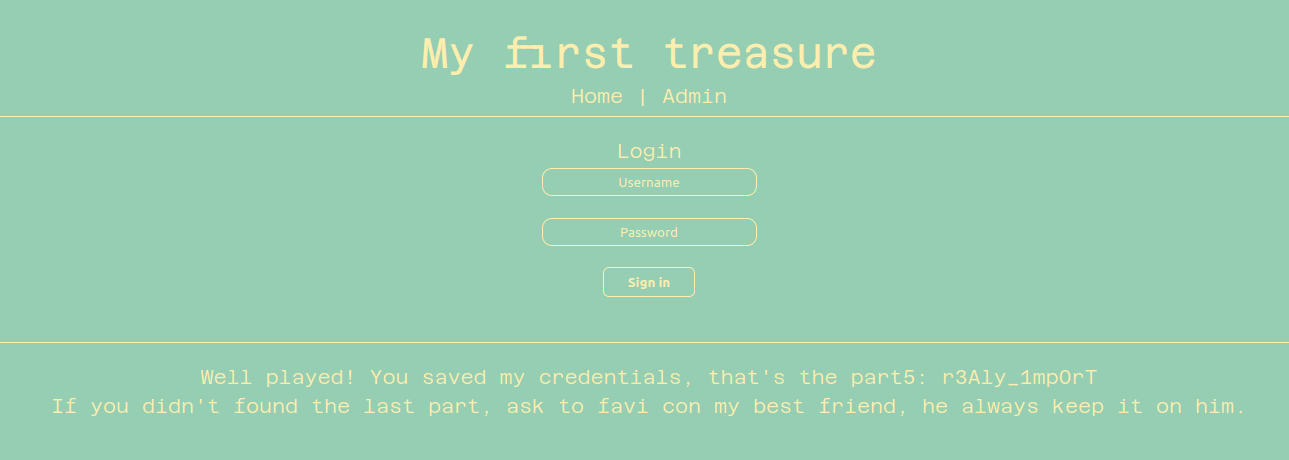 My first treasure
Home | Admin
Login
Username
Password
Sign in
Well played! You saved my credentials, that's the part5: r3Aly_1mpOrT
If you didn't found the last part, ask to favi con my best friend, he always keep it on him.